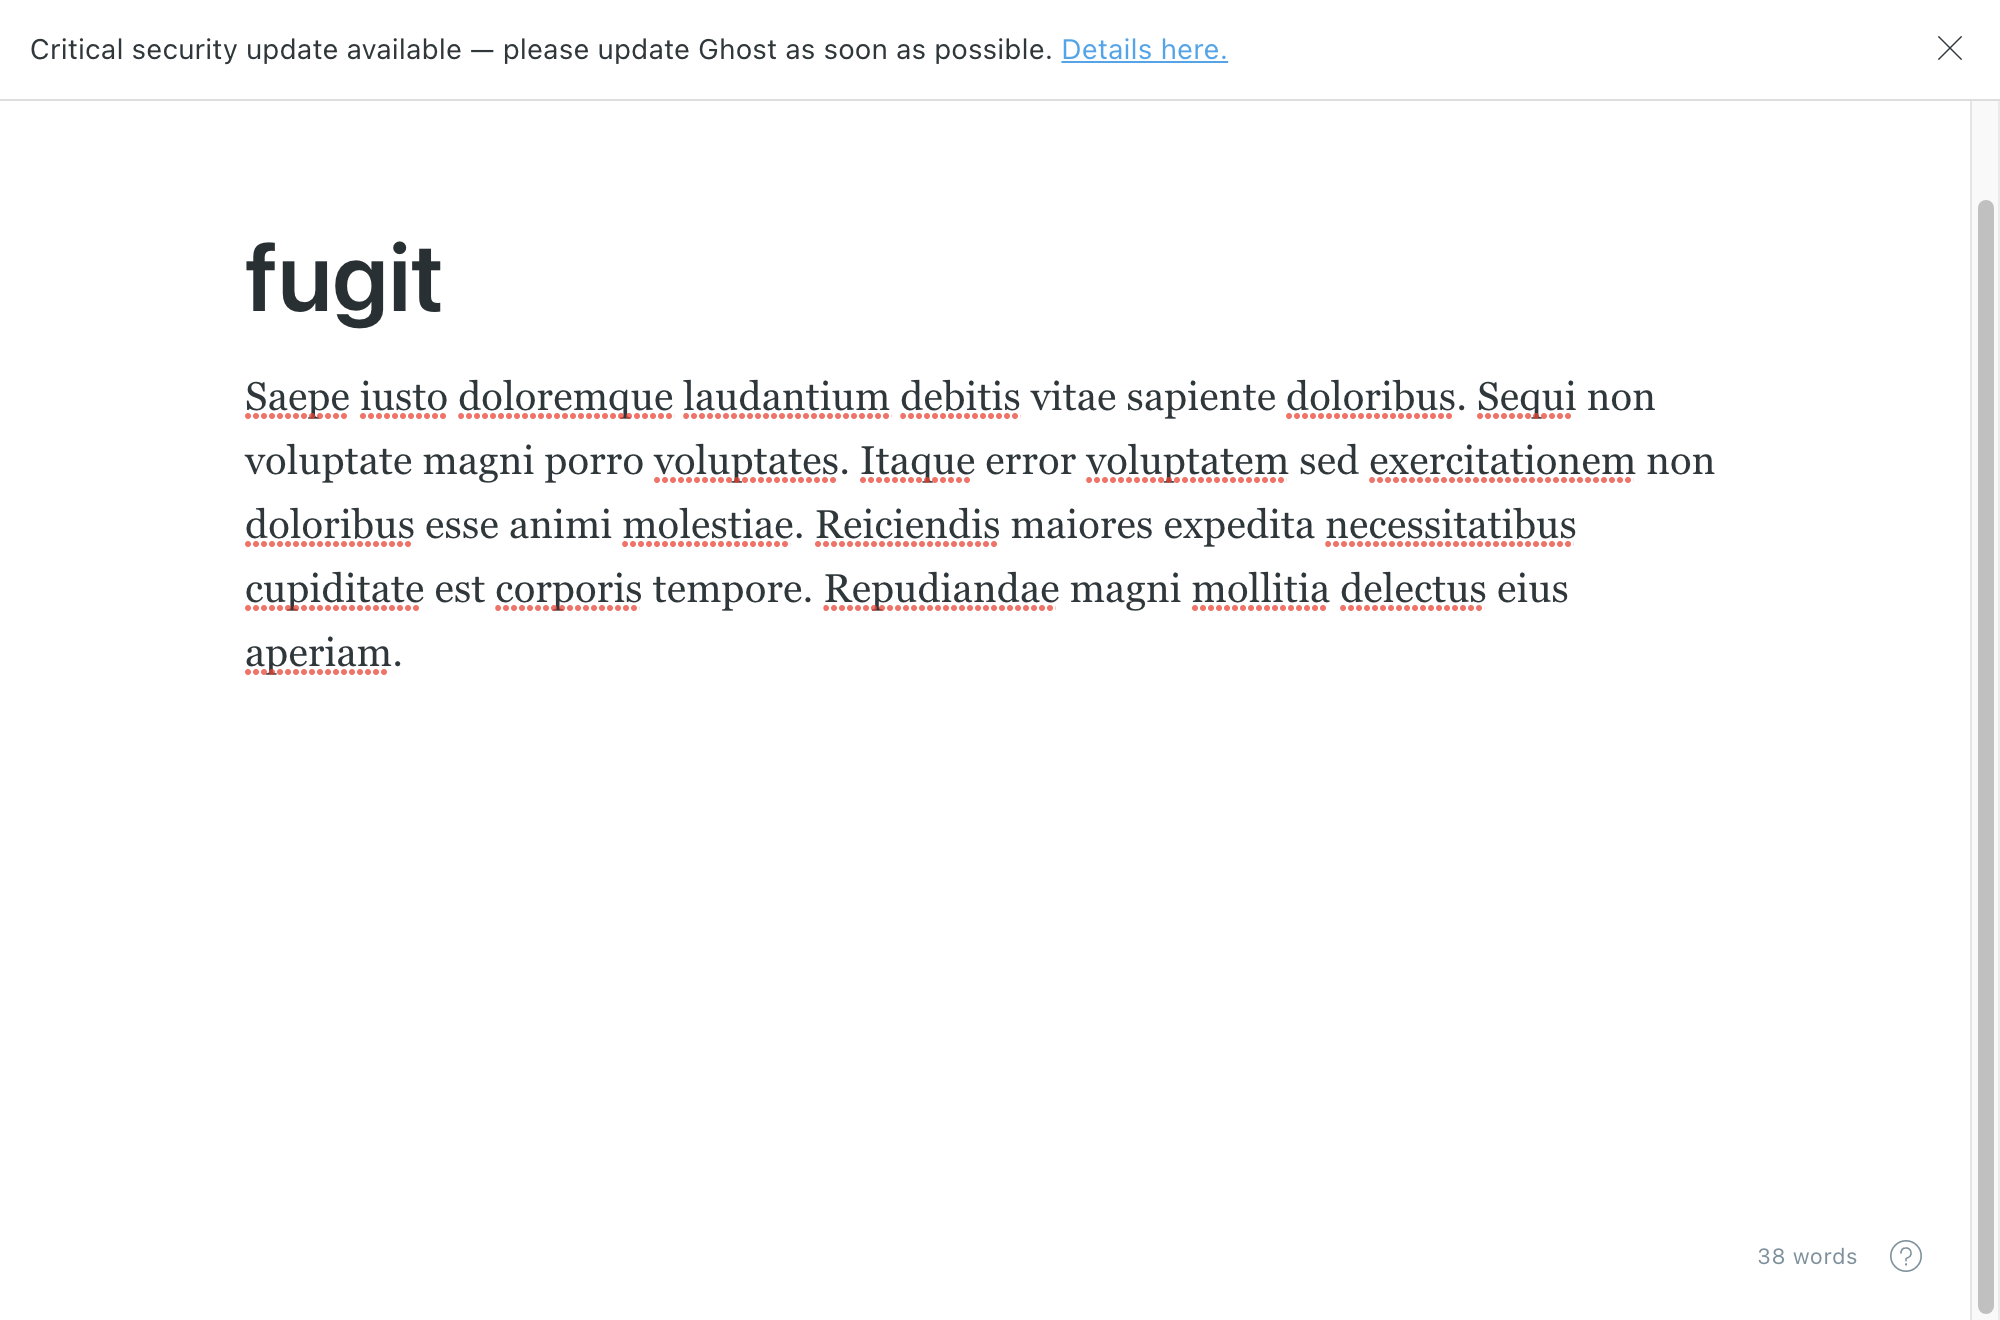 Critical security update available — please update Ghost as soon as possible. Details here.
fugit
Saepe iusto doloremque laudantium debitis vitae sapiente doloribus. Sequi non
voluptate magni porro voluptates. Itaque error voluptatem sed exercitationem non
doloribus esse animi molestiae. Reiciendis maiores expedita necessitatibus
cupiditate est corporis tempore. Repudiandae magni mollitia delectus eius
aperiam.
38 words